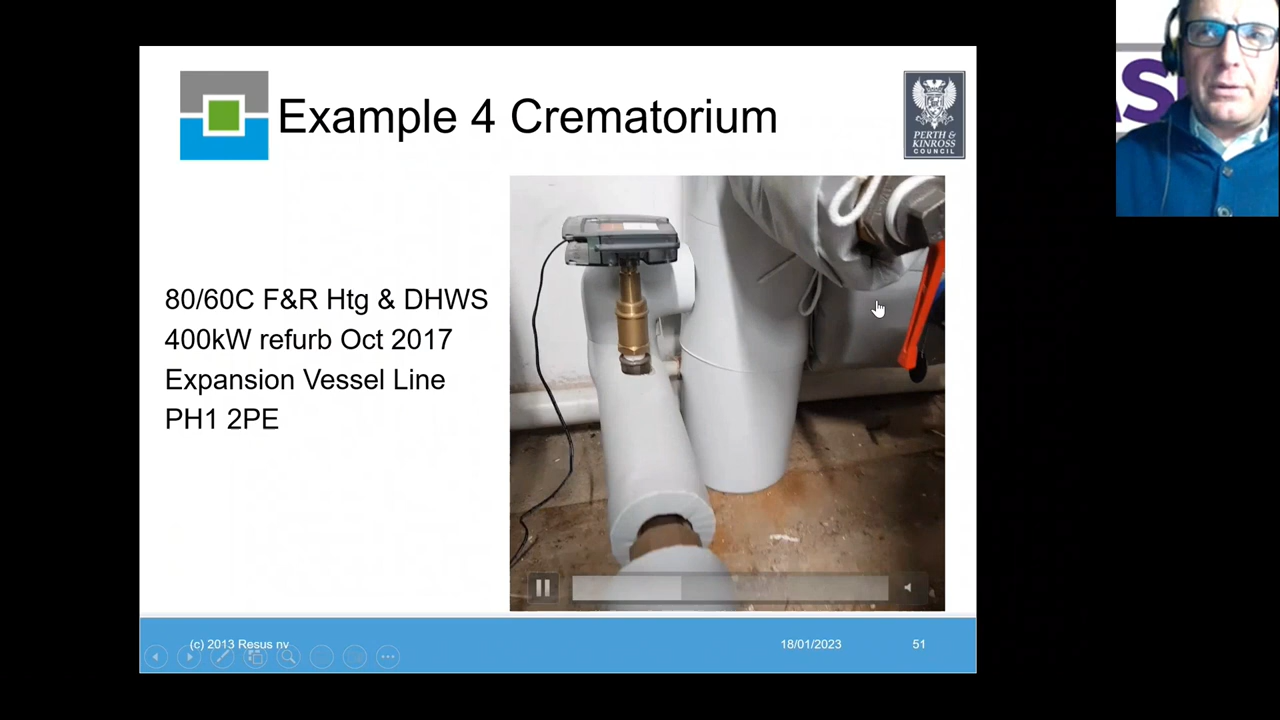 Example 4 Crematorium
PERTH &
KINROSS
COUNCIL
80/60C F&R Htg & DHWS
400kW refurb Oct 2017
Expansion Vessel Line
PH1 2PE
(c) 2013 Resus nv
18/01/2023
51